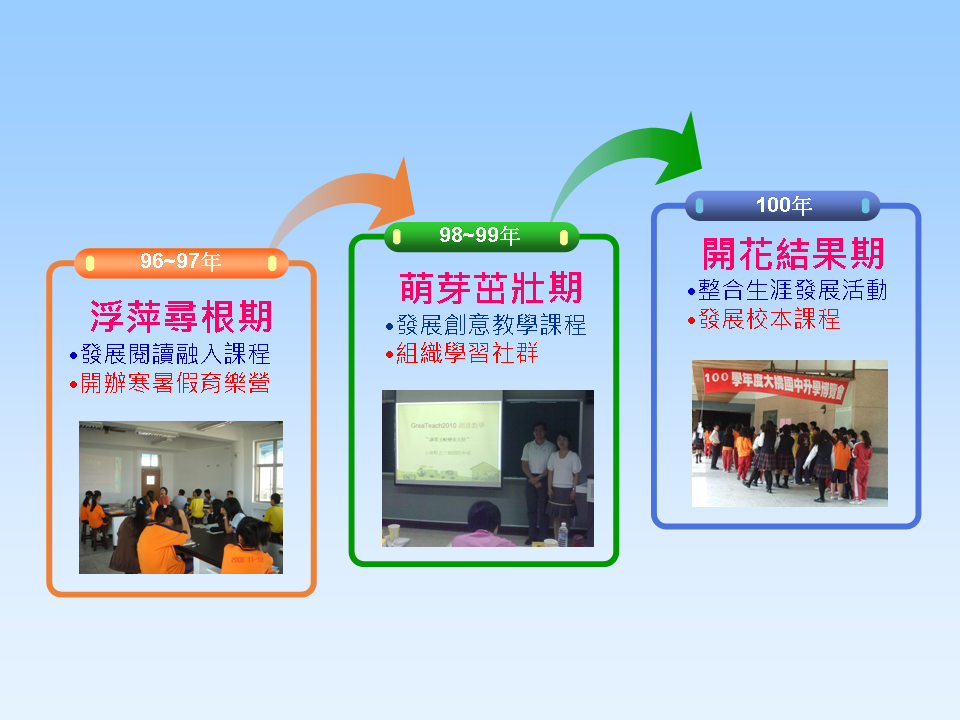 96~97年
浮萍尋根期
•發展閱讀融入課程
•開辦寒暑假育樂營
98~99年
萌芽茁壯期
•發展創意教學課程
•組織學習社群
GreaTeach2010
100年
開花結果期
•整合生涯發展活動
•發展校本課程
100學年度大橋國中升學博覽會